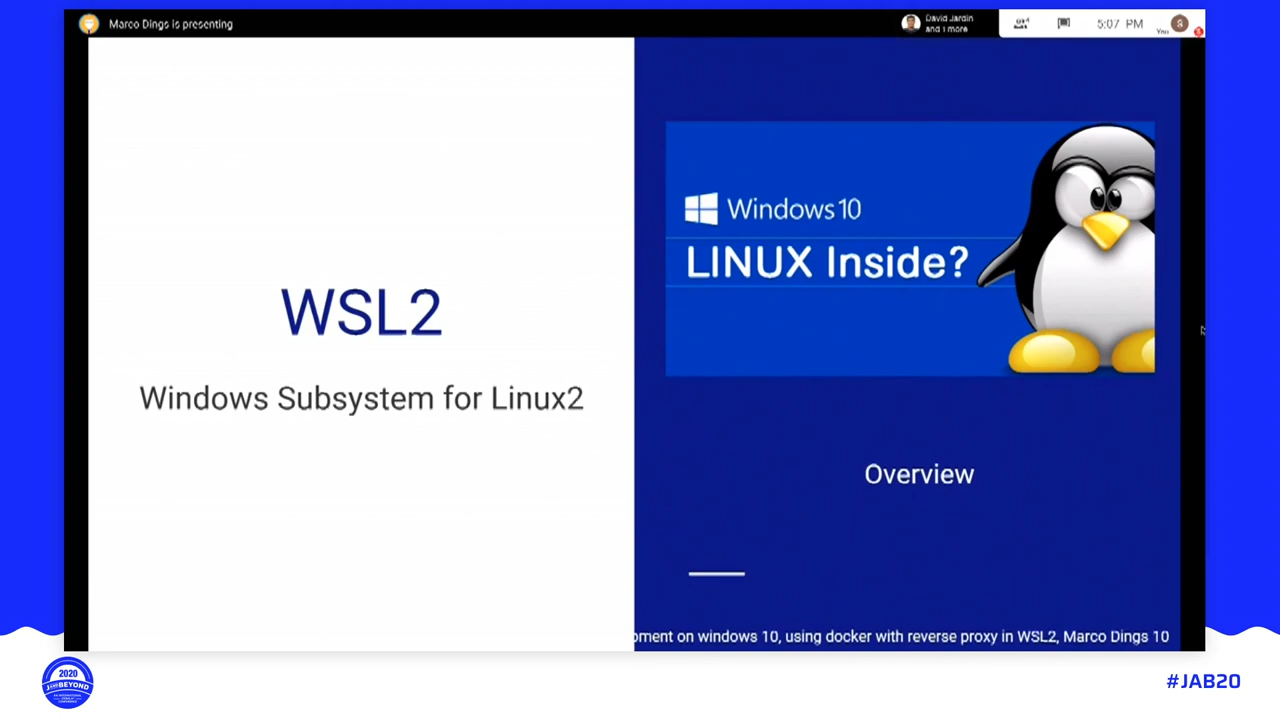 Marco Dings is presenting
David Jardin
and 1 more
5:07 PM
You
S
WSL2
Windows Subsystem for Linux2
Windows 10
LINUX Inside?
Overview
pment on windows 10, using docker with reverse proxy in WSL2, Marco Dings 10
2020
J AND BEYOND
#JAB20